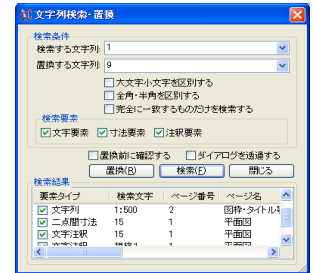 文字列検索・置換
検索条件
検索する文字列: 1
置換する文字列: 9
大文字小文字を区別する
全角・半角を区別する
完全に一致するものだけを検索する
検索要素
文字要素 寸法要素 注釈要素
置換前に確認する ダイアログを透過する
置換(R) 検索(F) 閉じる
検索結果
要素タイプ 検索文字 ページ番号 ページ名
文字列 1:500 2 図枠・タイトル
二点間寸法 15 1 平面図
文字注釈 15 1 平面図